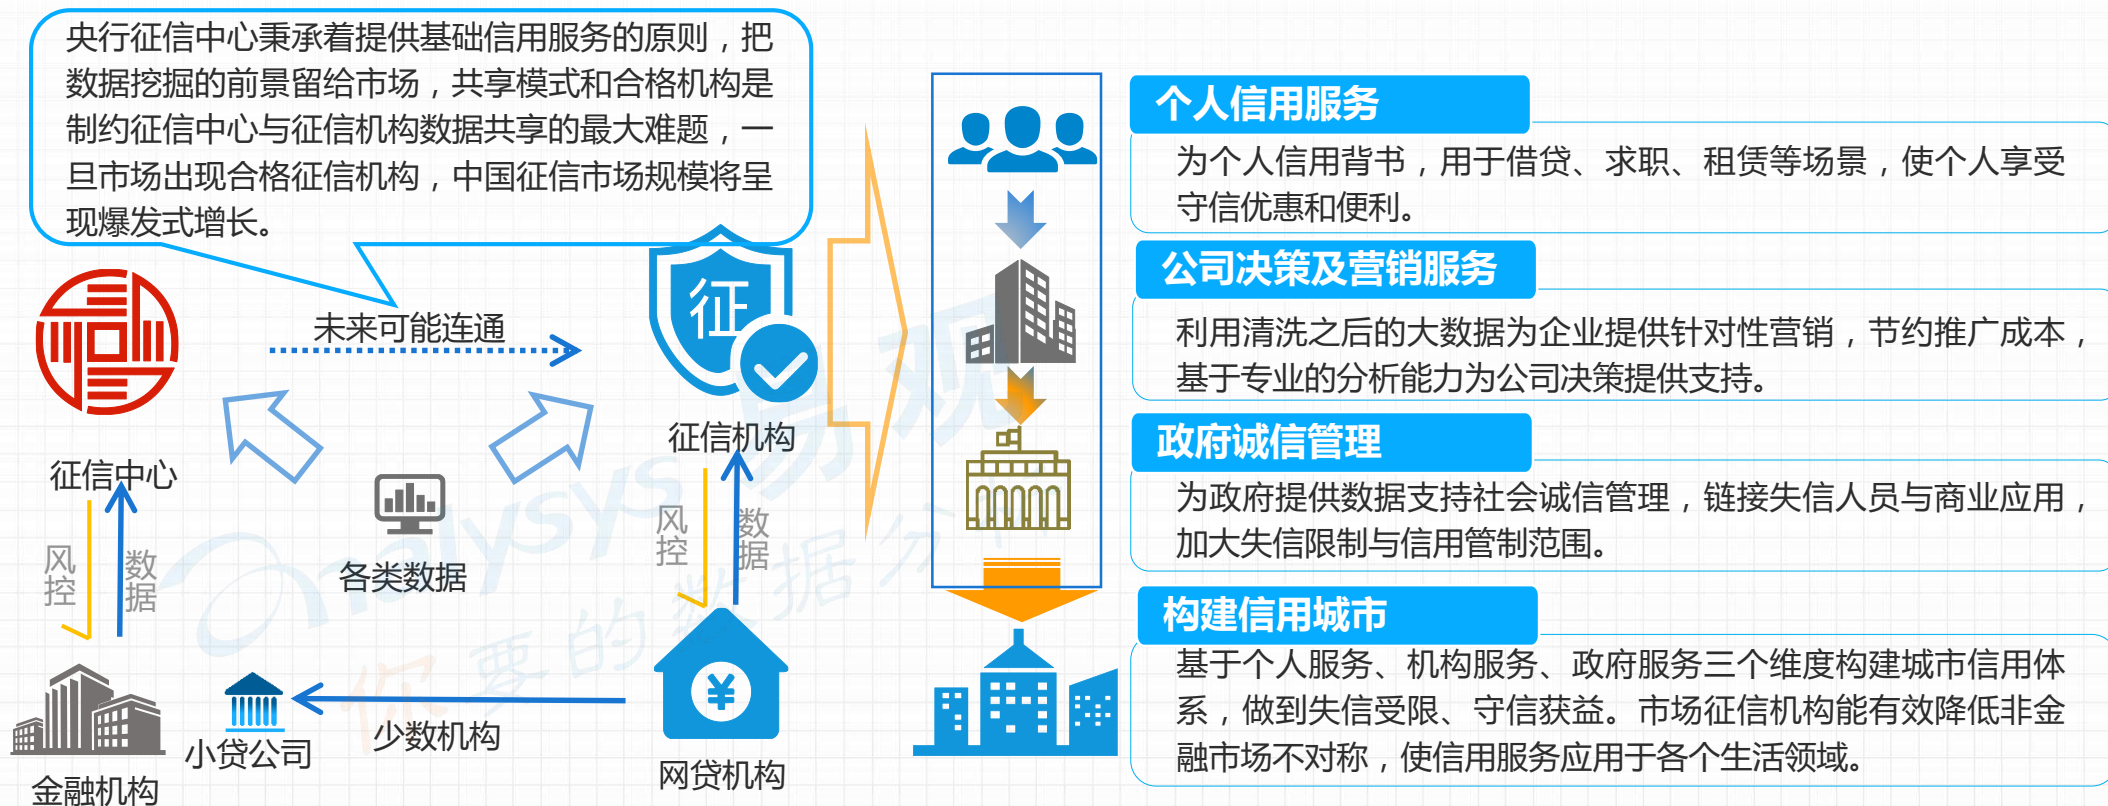 央行征信中心秉承着提供基础信用服务的原则，把
数据挖掘的前景留给市场，共享模式和合格机构是
制约征信中心与征信机构数据共享的最大难题，一
旦市场出现合格征信机构，中国征信市场规模将呈
现爆发式增长。
未来可能连通
征
征信机构
征信中心
风控
数据
各类数据
风控
数据
金融机构
小贷公司
少数机构
¥
网贷机构
个人信用服务
为个人信用背书，用于借贷、求职、租赁等场景，使个人享受
守信优惠和便利。
公司决策及营销服务
利用清洗之后的大数据为企业提供针对性营销，节约推广成本，
基于专业的分析能力为公司决策提供支持。
政府诚信管理
为政府提供数据支持社会诚信管理，链接失信人员与商业应用，
加大失信限制与信用管制范围。
构建信用城市
基于个人服务、机构服务、政府服务三个维度构建城市信用体
系，做到失信受限、守信获益。市场征信机构能有效降低非金
融市场不对称，使信用服务应用于各个生活领域。
nalysys 易观
你要的数据分析